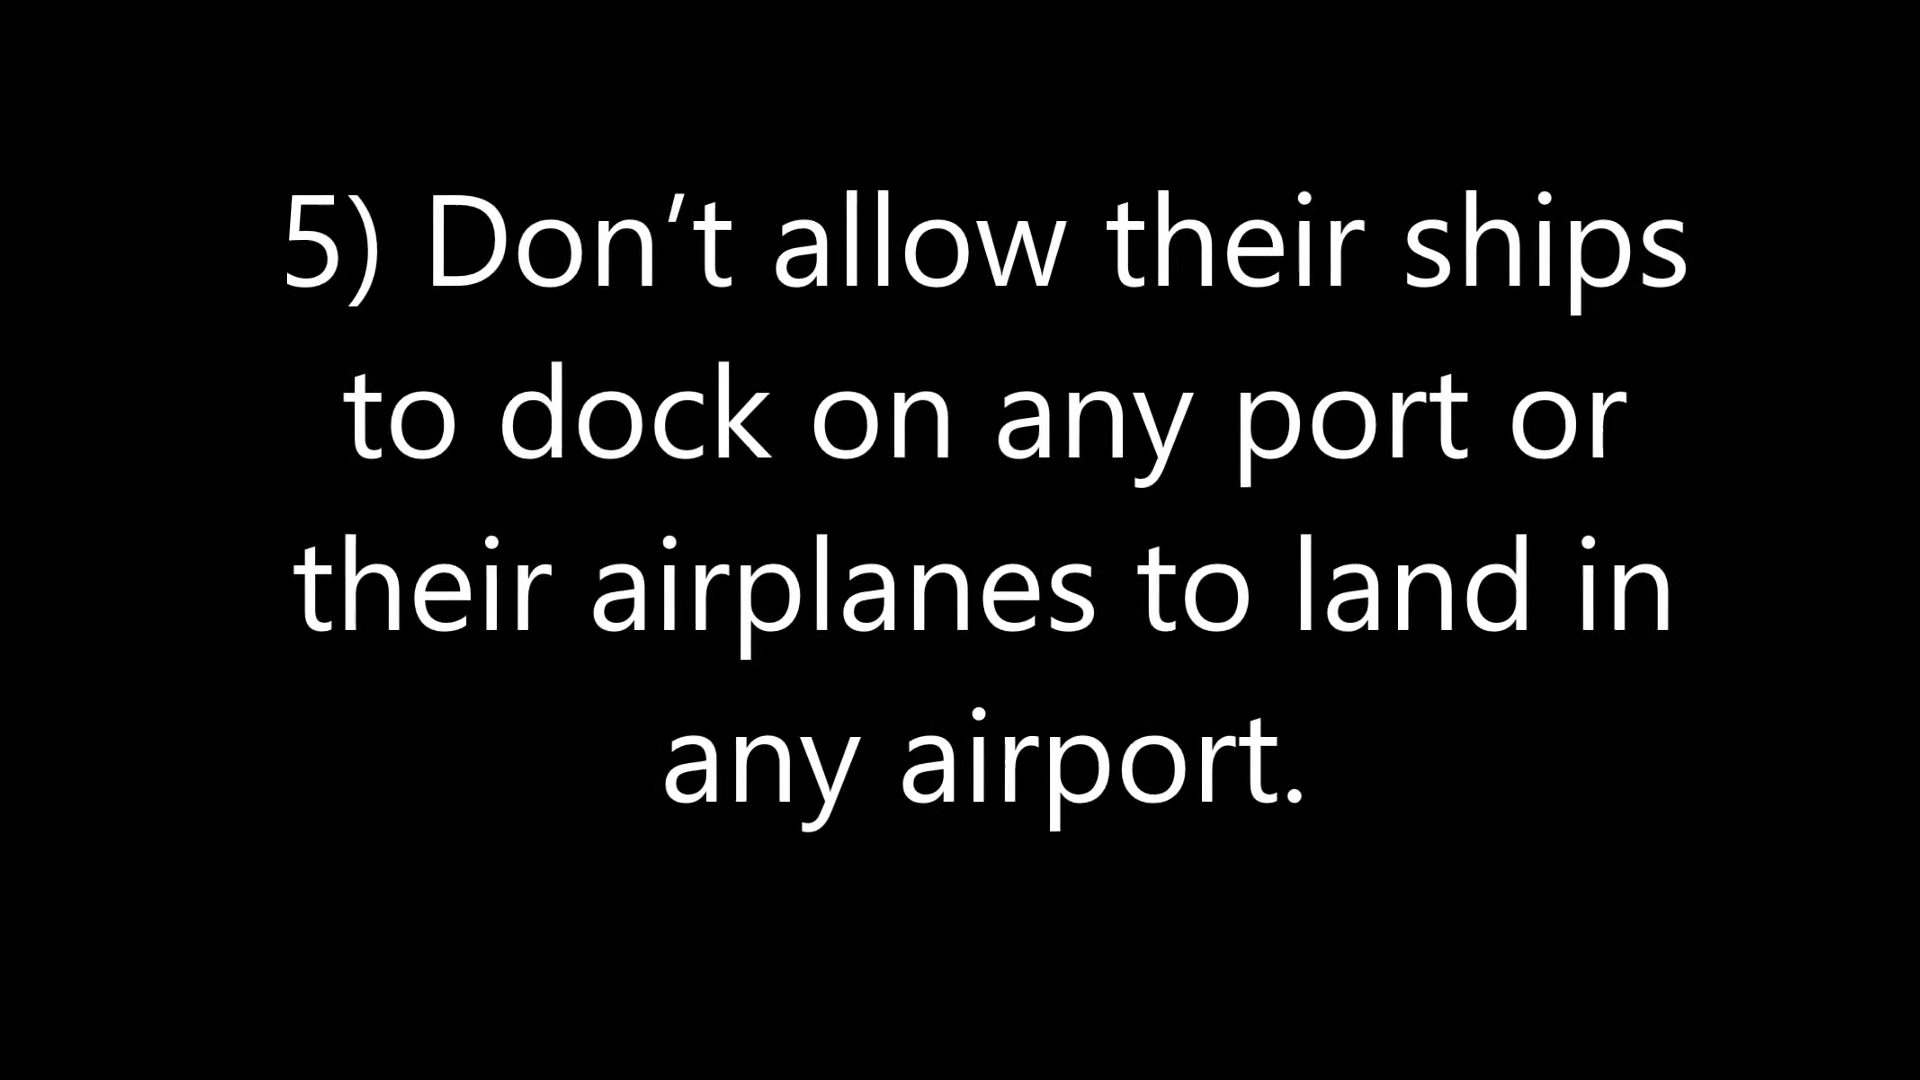 5) Don’t allow their ships
to dock on any port or
their airplanes to land in
any airport.